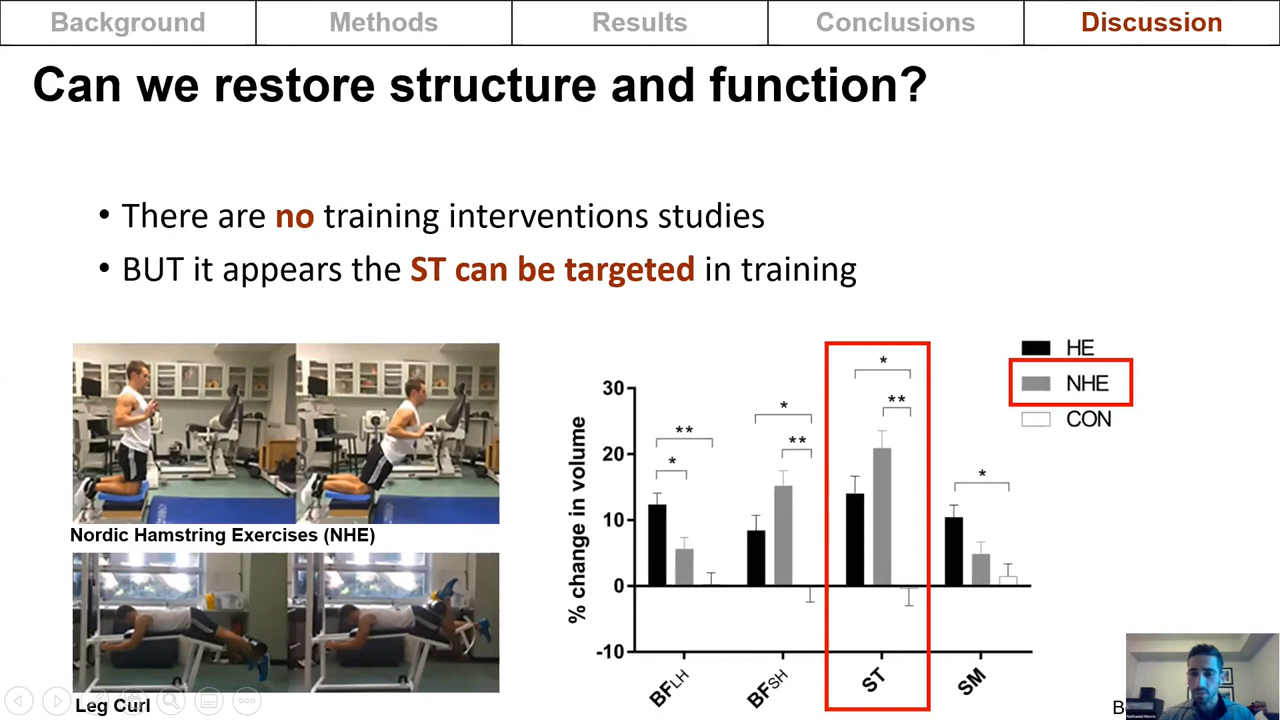 Background
Methods
Results
Conclusions
Discussion
Can we restore structure and function?
• There are no training interventions studies
• BUT it appears the ST can be targeted in training
Nordic Hamstring Exercises (NHE)
Leg Curl
HE
NHE
CON
% change in volume
30
20
10
0
-10
**
*
*
**
*
**
*
BFLH
BFSH
ST
SM
B